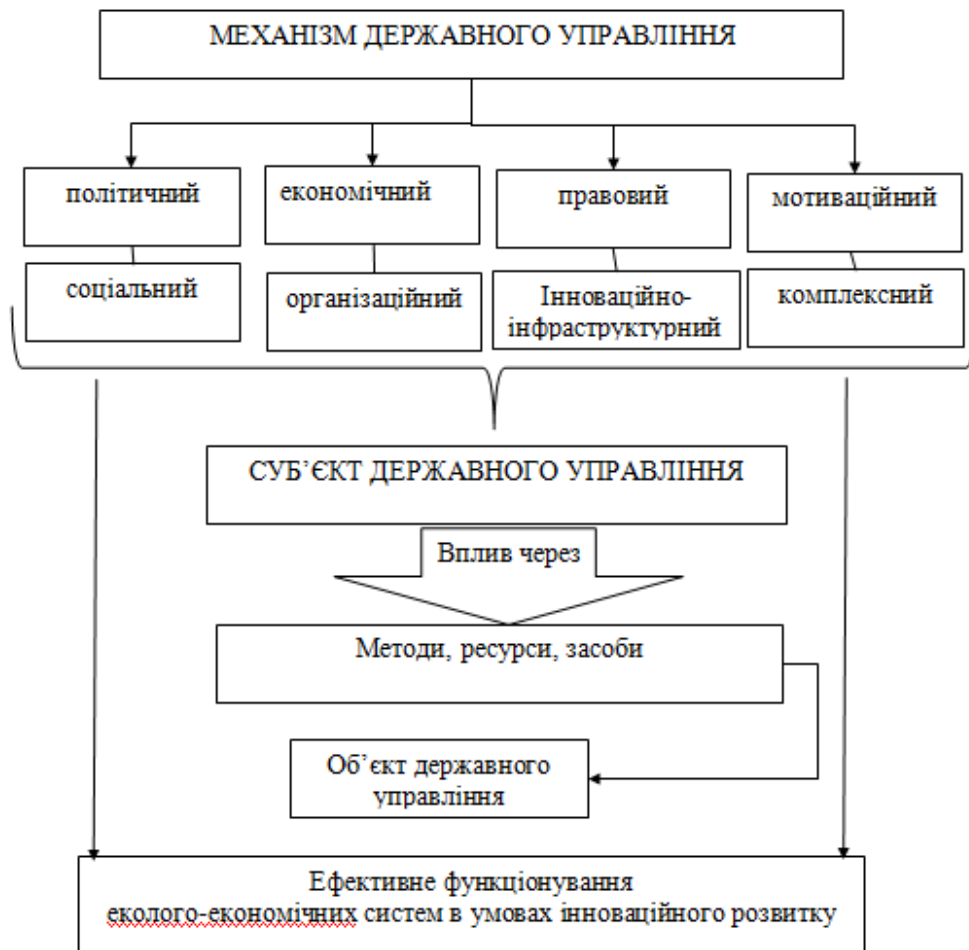 МЕХАНІЗМ ДЕРЖАВНОГО УПРАВЛІННЯ
політичний
економічний
правовий
мотиваційний
соціальний
організаційний
Інноваційно-
інфраструктурний
комплексний
СУБ’ЄКТ ДЕРЖАВНОГО УПРАВЛІННЯ
Вплив через
Методи, ресурси, засоби
Об’єкт державного
управління
Ефективне функціонування
еколого-економічних систем в умовах інноваційного розвитку